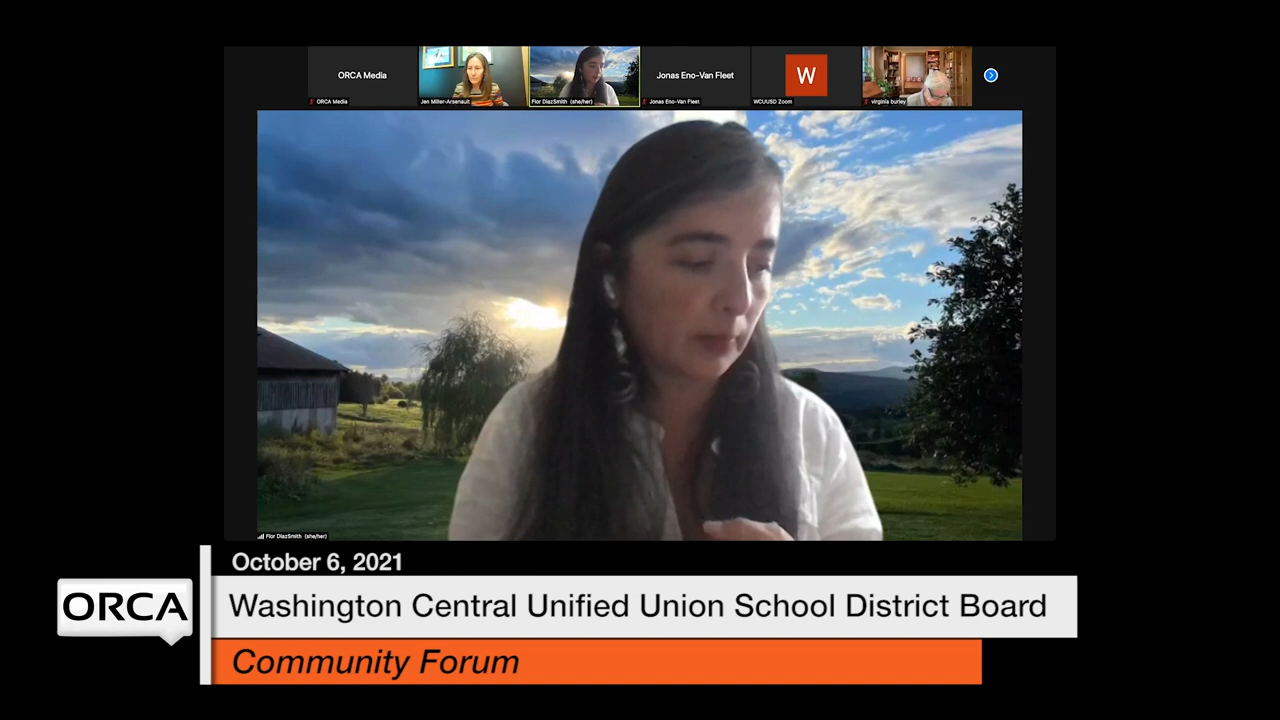 ORCA Media
Jonas Eno-Van Fleet
W
ORCA Media
Jen Miller-Arsenault
Flor DiazSmith (she/her)
Jonas Eno-Van Fleet
WCUUSD Zoom
virginia burley
Flor DiazSmith (she/her)
October 6, 2021
ORCA
Washington Central Unified Union School District Board
Community Forum